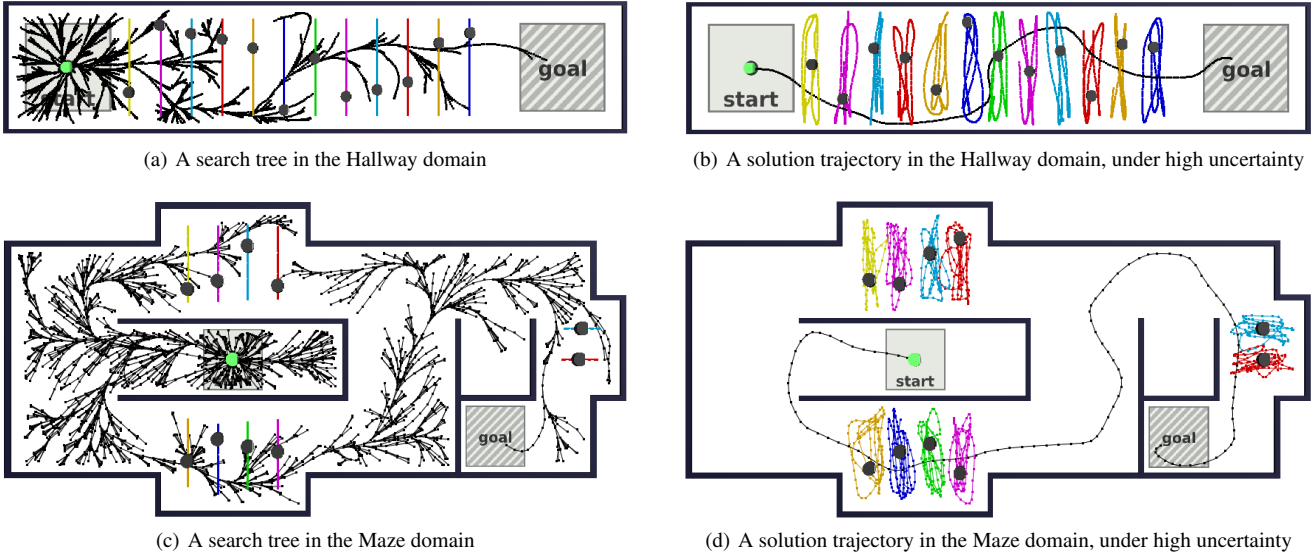 start
goal
start
goal
(a) A search tree in the Hallway domain
(b) A solution trajectory in the Hallway domain, under high uncertainty
goal
start
goal
(c) A search tree in the Maze domain
(d) A solution trajectory in the Maze domain, under high uncertainty